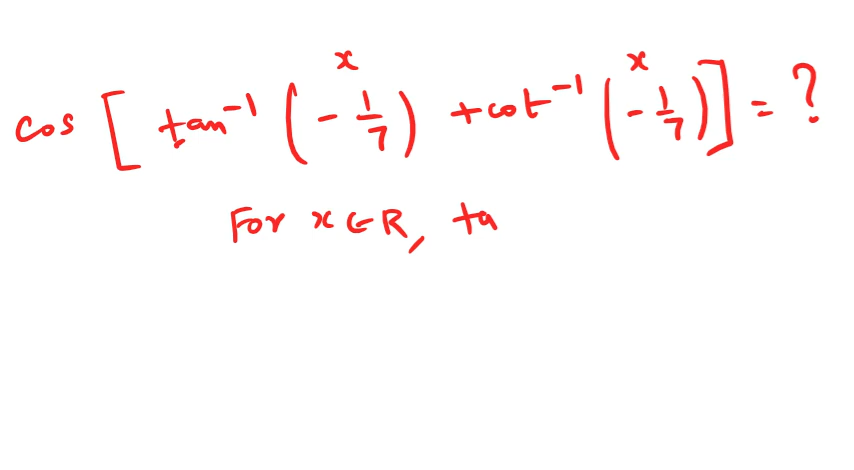 x x
cos [ tan⁻¹ (-1/7) + cot⁻¹ (-1/7) ] = ?
For x ∈ R, ta